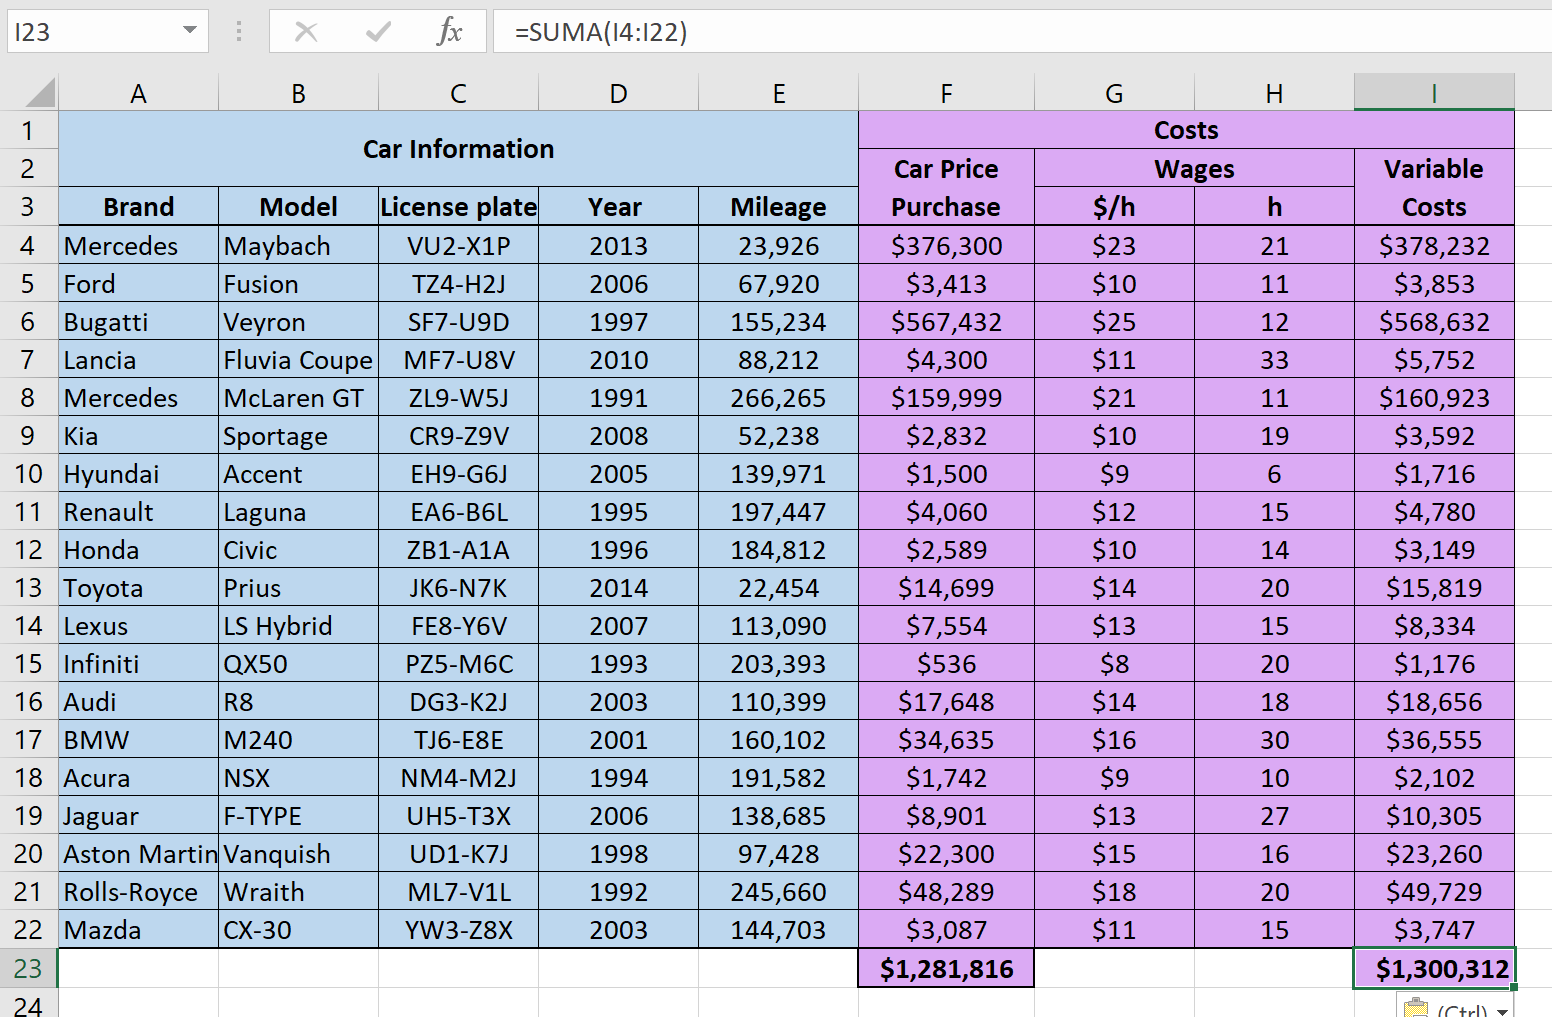 I23 fx =SUMA(I4:I22)
A B C D E F G H I
1 Car Information Costs
2 Car Price Wages Variable
3 Brand Model License plate Year Mileage Purchase $/h h Costs
4 Mercedes Maybach VU2-X1P 2013 23,926 $376,300 $23 21 $378,232
5 Ford Fusion TZ4-H2J 2006 67,920 $3,413 $10 11 $3,853
6 Bugatti Veyron SF7-U9D 1997 155,234 $567,432 $25 12 $568,632
7 Lancia Fluvia Coupe MF7-U8V 2010 88,212 $4,300 $11 33 $5,752
8 Mercedes McLaren GT ZL9-W5J 1991 266,265 $159,999 $21 11 $160,923
9 Kia Sportage CR9-Z9V 2008 52,238 $2,832 $10 19 $3,592
10 Hyundai Accent EH9-G6J 2005 139,971 $1,500 $9 6 $1,716
11 Renault Laguna EA6-B6L 1995 197,447 $4,060 $12 15 $4,780
12 Honda Civic ZB1-A1A 1996 184,812 $2,589 $10 14 $3,149
13 Toyota Prius JK6-N7K 2014 22,454 $14,699 $14 20 $15,819
14 Lexus LS Hybrid FE8-Y6V 2007 113,090 $7,554 $13 15 $8,334
15 Infiniti QX50 PZ5-M6C 1993 203,393 $536 $8 20 $1,176
16 Audi R8 DG3-K2J 2003 110,399 $17,648 $14 18 $18,656
17 BMW M240 TJ6-E8E 2001 160,102 $34,635 $16 30 $36,555
18 Acura NSX NM4-M2J 1994 191,582 $1,742 $9 10 $2,102
19 Jaguar F-TYPE UH5-T3X 2006 138,685 $8,901 $13 27 $10,305
20 Aston Martin Vanquish UD1-K7J 1998 97,428 $22,300 $15 16 $23,260
21 Rolls-Royce Wraith ML7-V1L 1992 245,660 $48,289 $18 20 $49,729
22 Mazda CX-30 YW3-Z8X 2003 144,703 $3,087 $11 15 $3,747
23 $1,281,816 $1,300,312
24 (Ctrl)